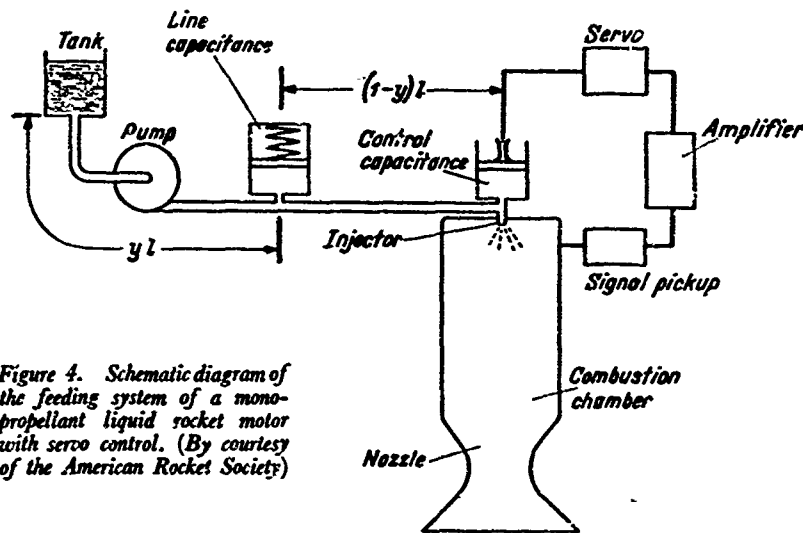 Tank
Line
capacitance
(1-y)l
Servo
Pump
Control
capacitance
Amplifier
yl
Injector
Signal pickup
Figure 4. Schematic diagram of
the feeding system of a mono-
propellant liquid rocket motor
with servo control. (By courtesy
of the American Rocket Society)
Combustion
chamber
Nozzle